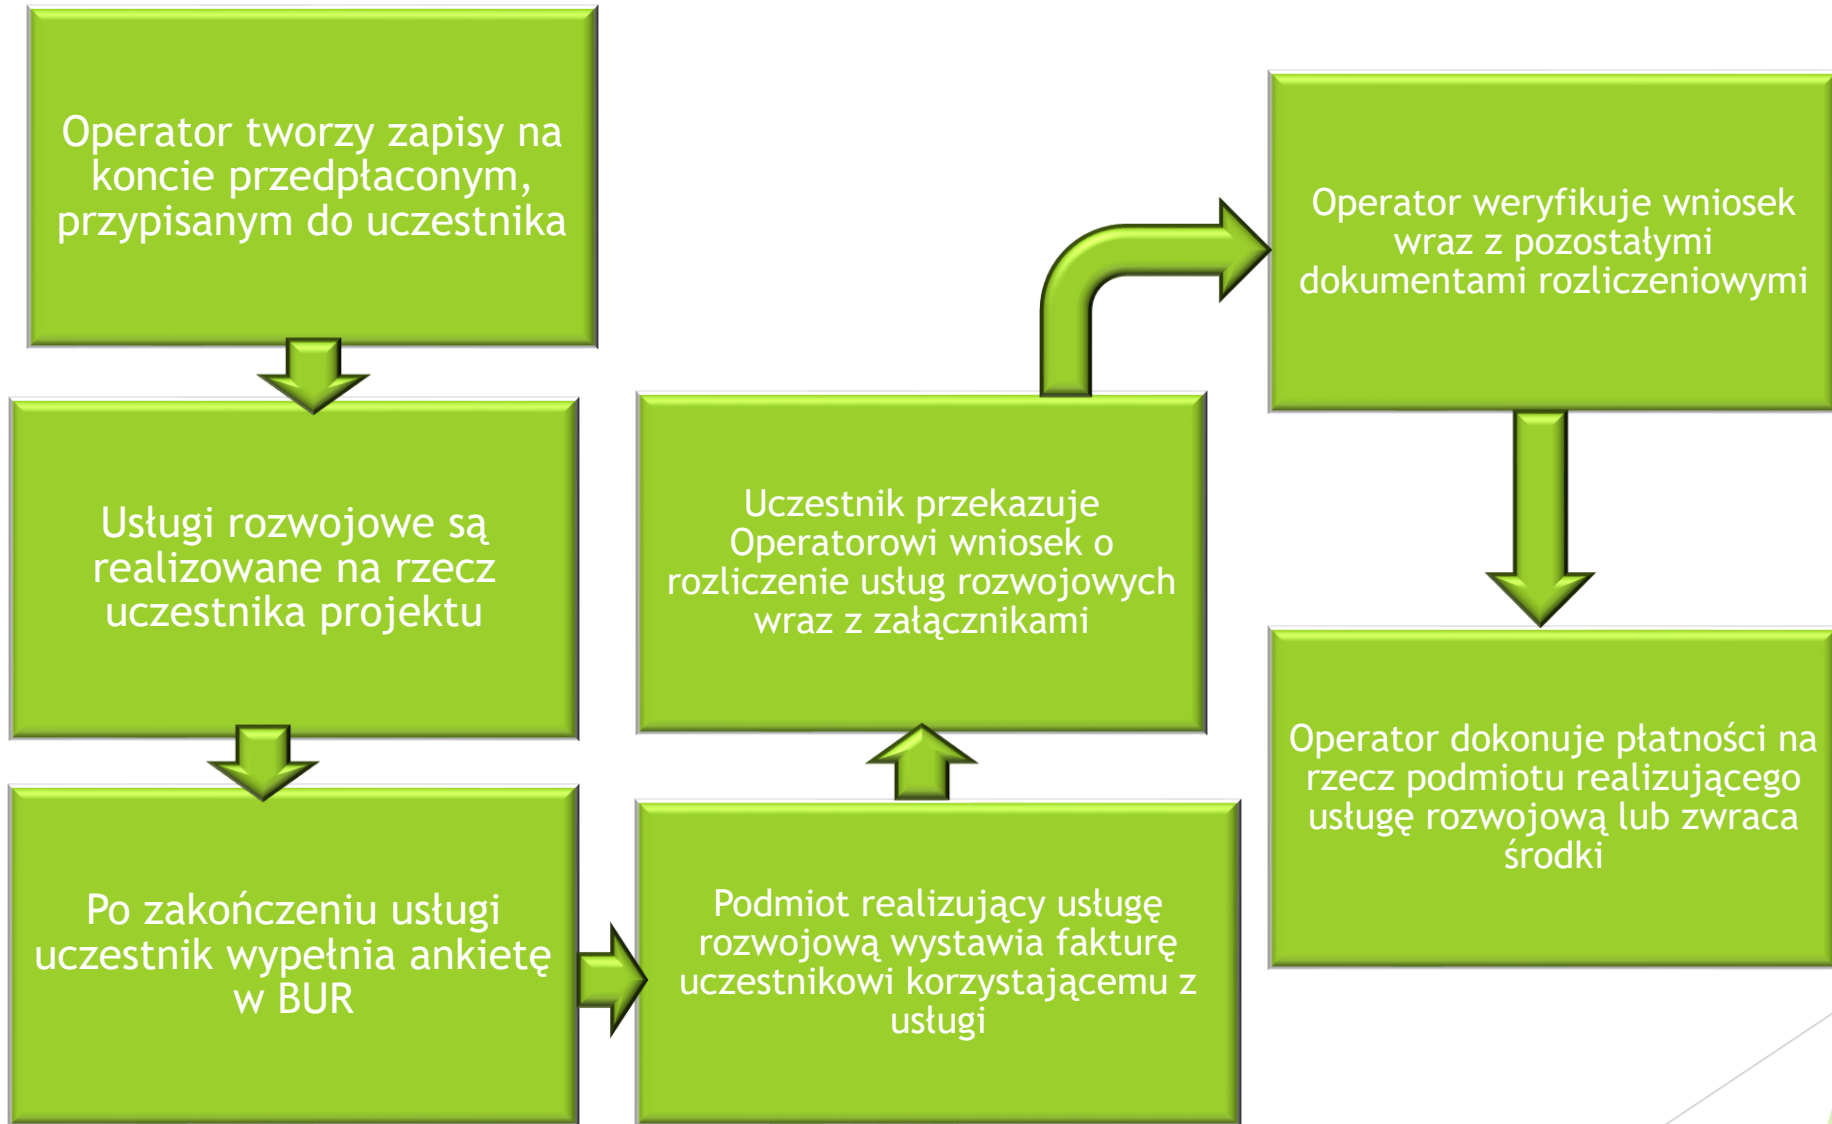 Operator tworzy zapisy na
koncie przedpłaconym,
przypisanym do uczestnika
Usługi rozwojowe są
realizowane na rzecz
uczestnika projektu
Po zakończeniu usługi
uczestnik wypełnia ankietę
w BUR
Podmiot realizujący usługę
rozwojową wystawia fakturę
uczestnikowi korzystającemu z
usługi
Uczestnik przekazuje
Operatorowi wniosek o
rozliczenie usług rozwojowych
wraz z załącznikami
Operator weryfikuje wniosek
wraz z pozostałymi
dokumentami rozliczeniowymi
Operator dokonuje płatności na
rzecz podmiotu realizującego
usługę rozwojową lub zwraca
środki